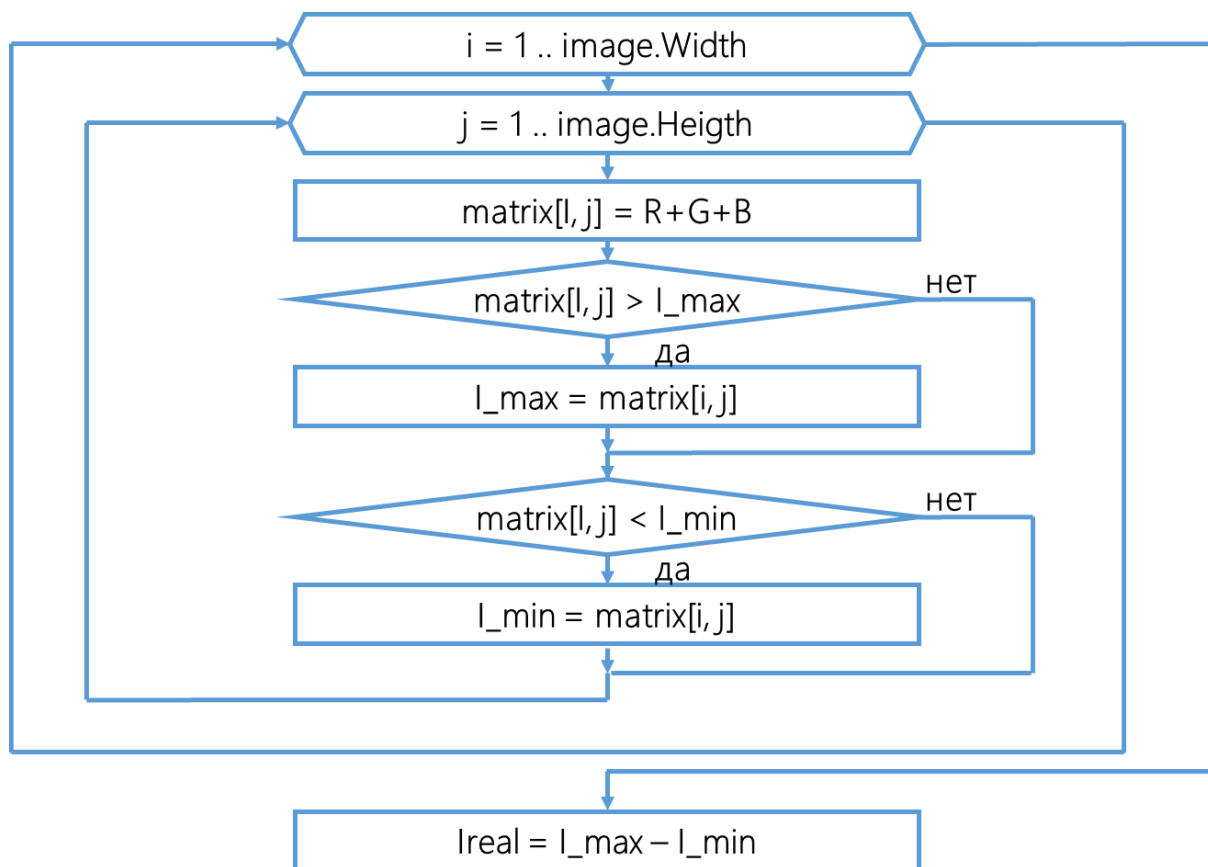 i = 1 .. image.Width
j = 1 .. image.Heigth
matrix[I, j] = R+G+B
matrix[I, j] > I_max
нет
да
I_max = matrix[i, j]
matrix[I, j] < I_min
нет
да
I_min = matrix[i, j]
Ireal = I_max – I_min